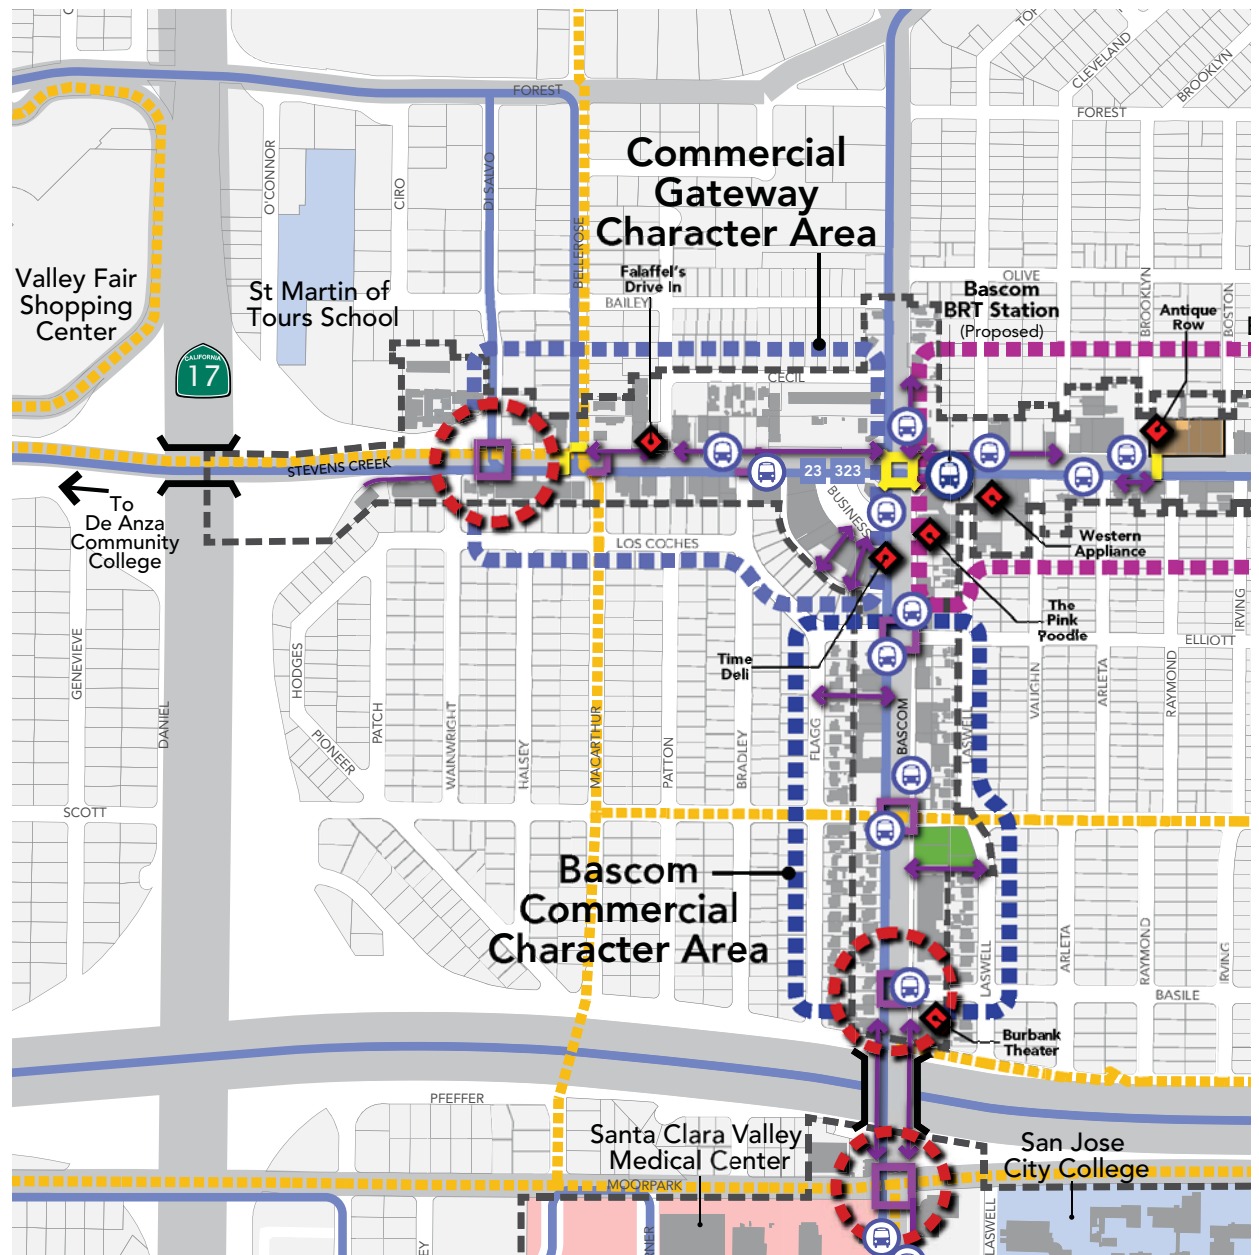 TOP
CLEVELAND
BROOKLYN
FOREST
FOREST
O'CONNOR
CIRO
DI SALVO
BELLEROSE
Commercial
Gateway
Character Area
Valley Fair
Shopping
Center
St Martin of
Tours School
Falaffel's
Drive In
BAILEY
OLIVE
Bascom
BRT Station
(Proposed)
BROOKLYN
BOSTON
Antique
Row
CALIFORNIA
17
CECIL
STEVENS CREEK
23
323
BUSINESS
To
De Anza
Community
College
LOS COCHES
Western
Appliance
The
Pink
Poodle
IRVING
ELLIOTT
Time
Deli
GENEVIEVE
HODGES
DANIEL
PATCH
PIONEER
WAINWRIGHT
HALSEY
MACARTHUR
PATTON
BRADLEY
FLAGG
BASCOM
LASWELL
VAUGHN
ARLETA
RAYMOND
SCOTT
Bascom
Commercial
Character Area
LASWELL
ARLETA
RAYMOND
IRVING
BASILE
Burbank
Theater
PFEFFER
Santa Clara Valley
Medical Center
San Jose
City College
MOORPARK
LASWELL